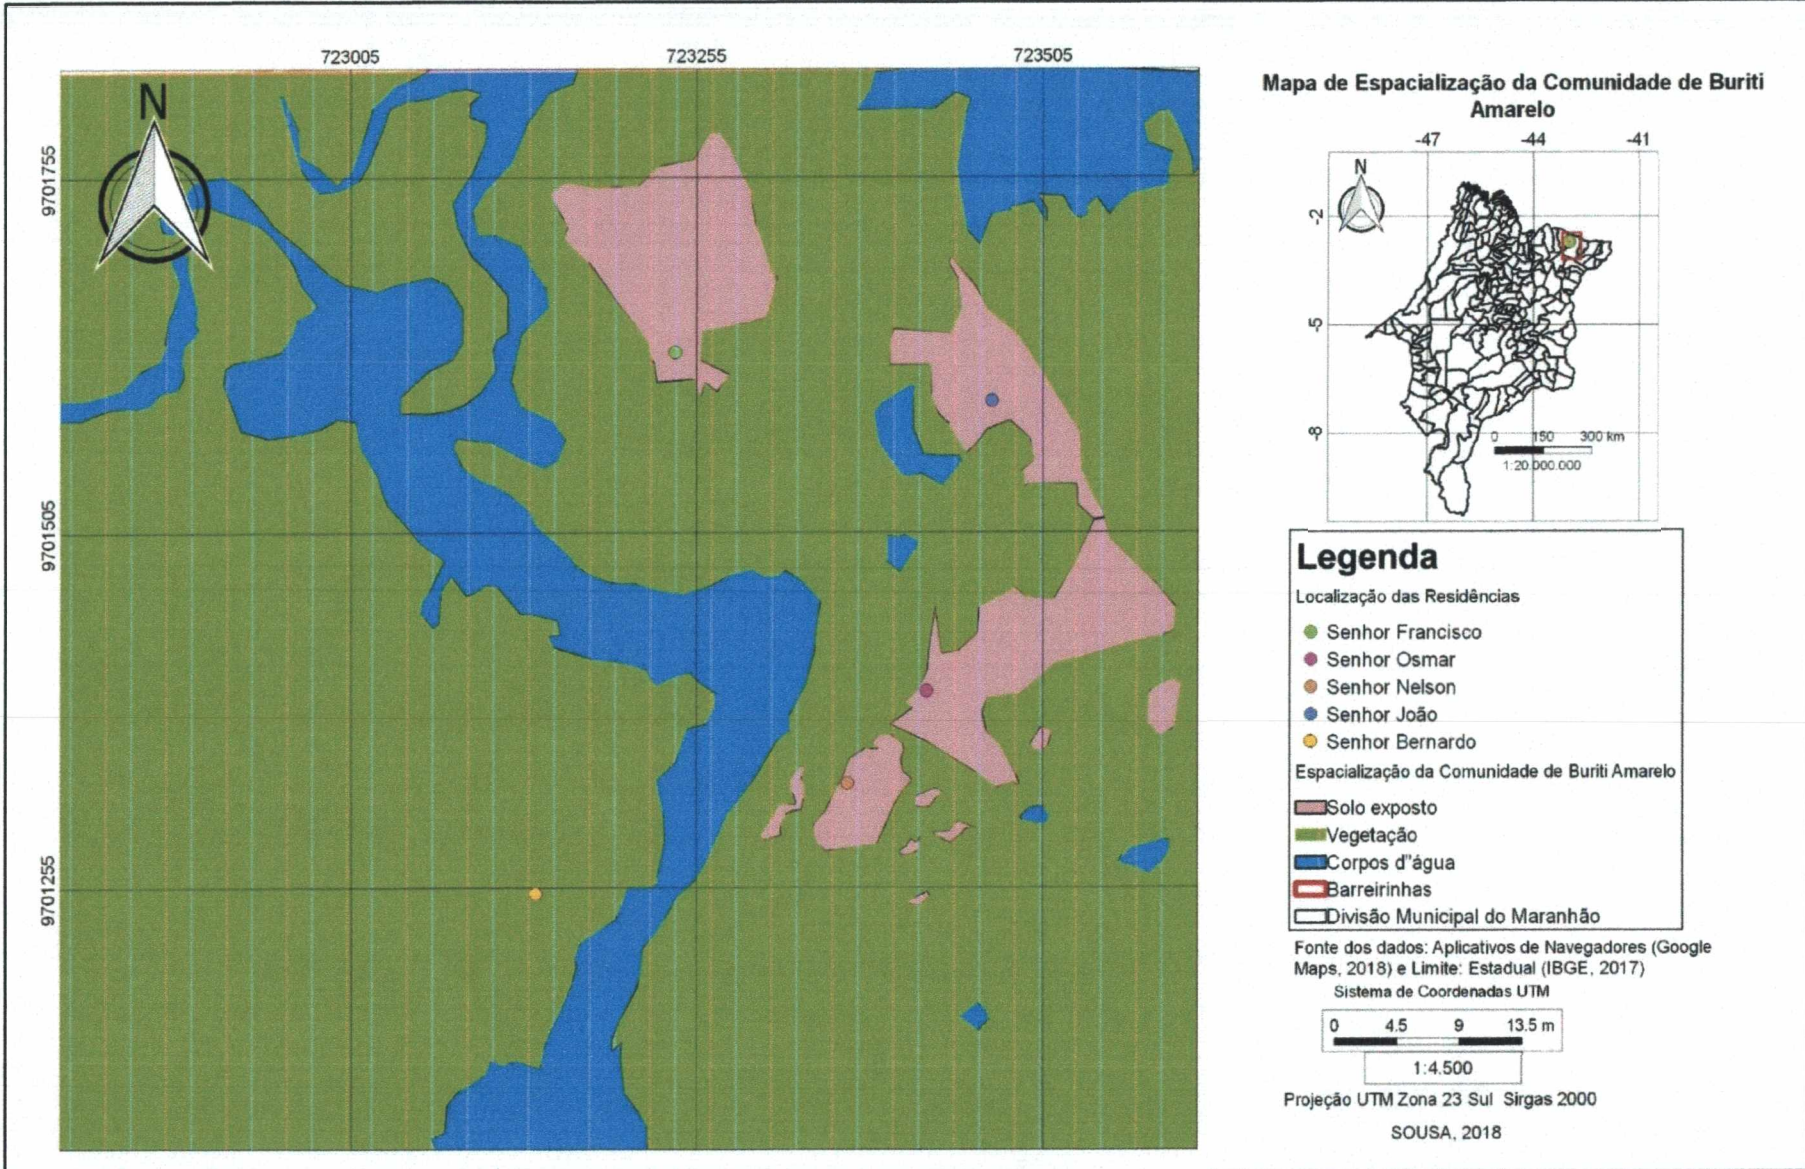 723005
723255
723505
N
9701755
9701505
9701255
Mapa de Espacialização da Comunidade de Buriti
Amarelo
-47
-44
-41
N
-2
-5
-8
0 150 300 km
1:20.000.000
Legenda
Localização das Residências
Senhor Francisco
Senhor Osmar
Senhor Nelson
Senhor João
Senhor Bernardo
Espacialização da Comunidade de Buriti Amarelo
Solo exposto
Vegetação
Corpos d"água
Barreirinhas
Divisão Municipal do Maranhão
Fonte dos dados: Aplicativos de Navegadores (Google
Maps, 2018) e Limite: Estadual (IBGE, 2017)
Sistema de Coordenadas UTM
0 4.5 9 13.5 m
1:4.500
Projeção UTM Zona 23 Sul Sirgas 2000
SOUSA, 2018